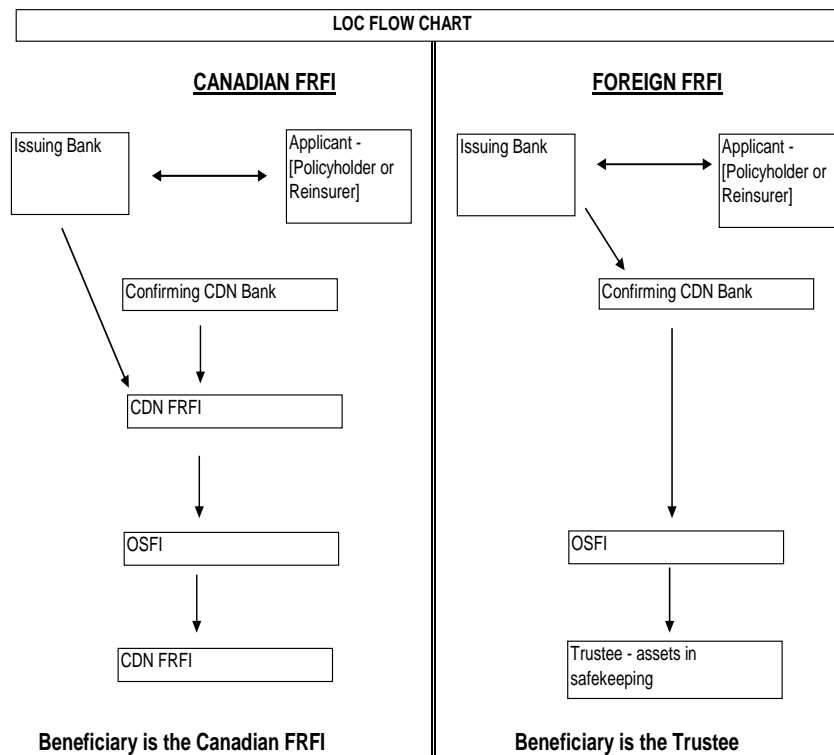 LOC FLOW CHART
CANADIAN FRFI
Issuing Bank
Applicant -
[Policyholder or
Reinsurer]
Confirming CDN Bank
CDN FRFI
OSFI
CDN FRFI
Beneficiary is the Canadian FRFI
FOREIGN FRFI
Issuing Bank
Applicant -
[Policyholder or
Reinsurer]
Confirming CDN Bank
OSFI
Trustee - assets in
safekeeping
Beneficiary is the Trustee